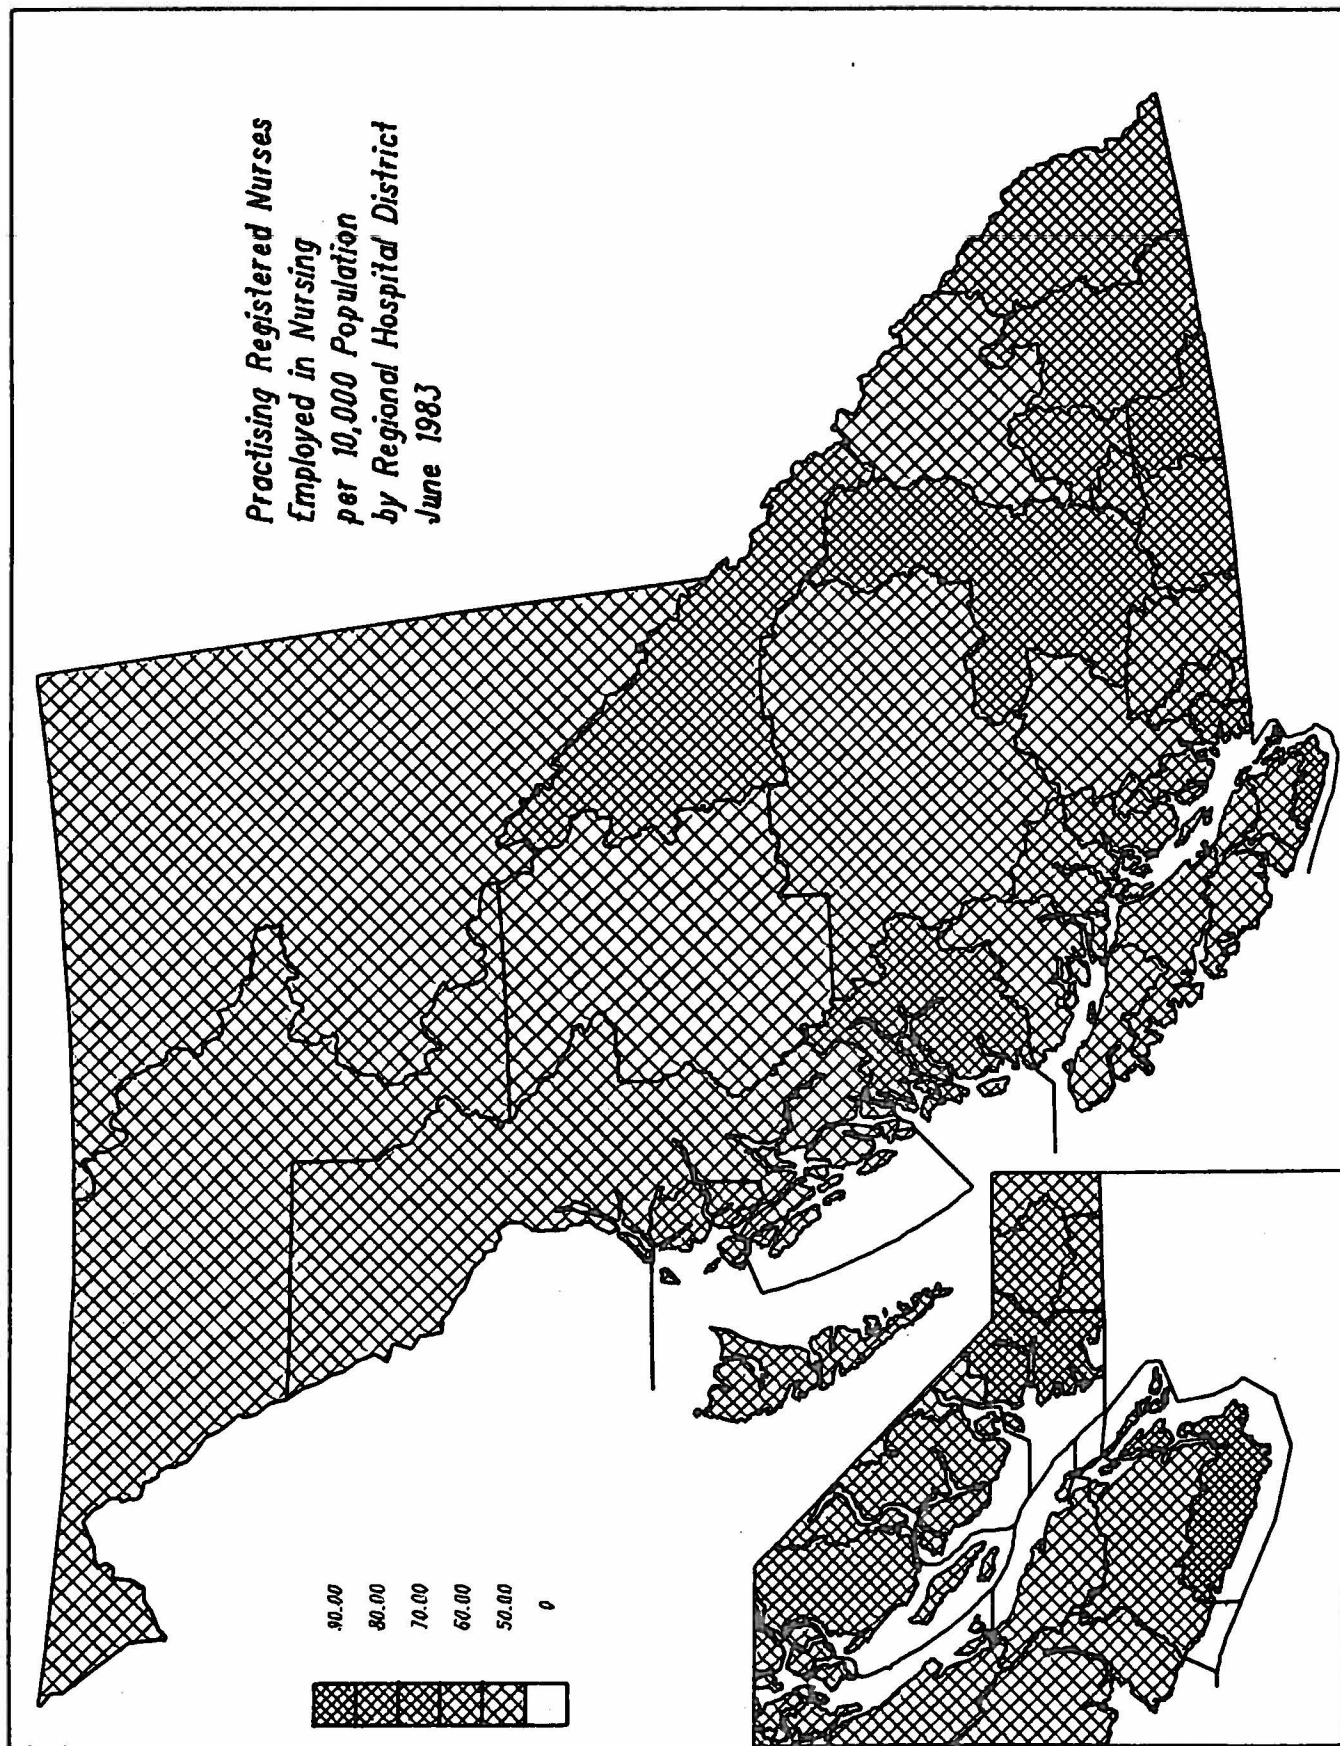 Practising Registered Nurses
Employed in Nursing
per 10,000 Population
by Regional Hospital District
June 1983
90.00
80.00
70.00
60.00
50.00
0